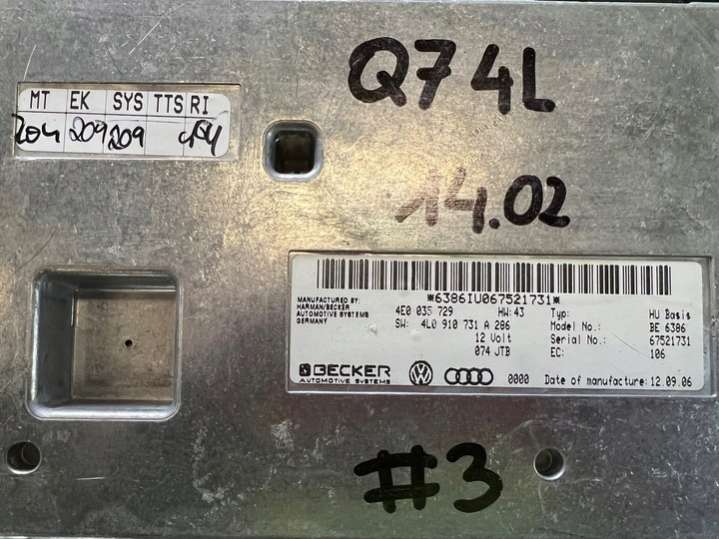 Q7 4L
MT EK SYS TTS RI
204 209 209
14.02
*6386IU067521731*
MANUFACTURED BY:
HARMAN/BECKER
AUTOMOTIVE SYSTEMS
GERMANY
4E0 035 729 HW: 43
SW: 4L0 910 731 A 286
12 Volt
074 JTB
Typ: HU Basis
Model No.: BE 6386
Serial No.: 67521731
EC: 106
BECKER
AUTOMOTIVE SYSTEMS
0000 Date of manufacture: 12.09.06
#3